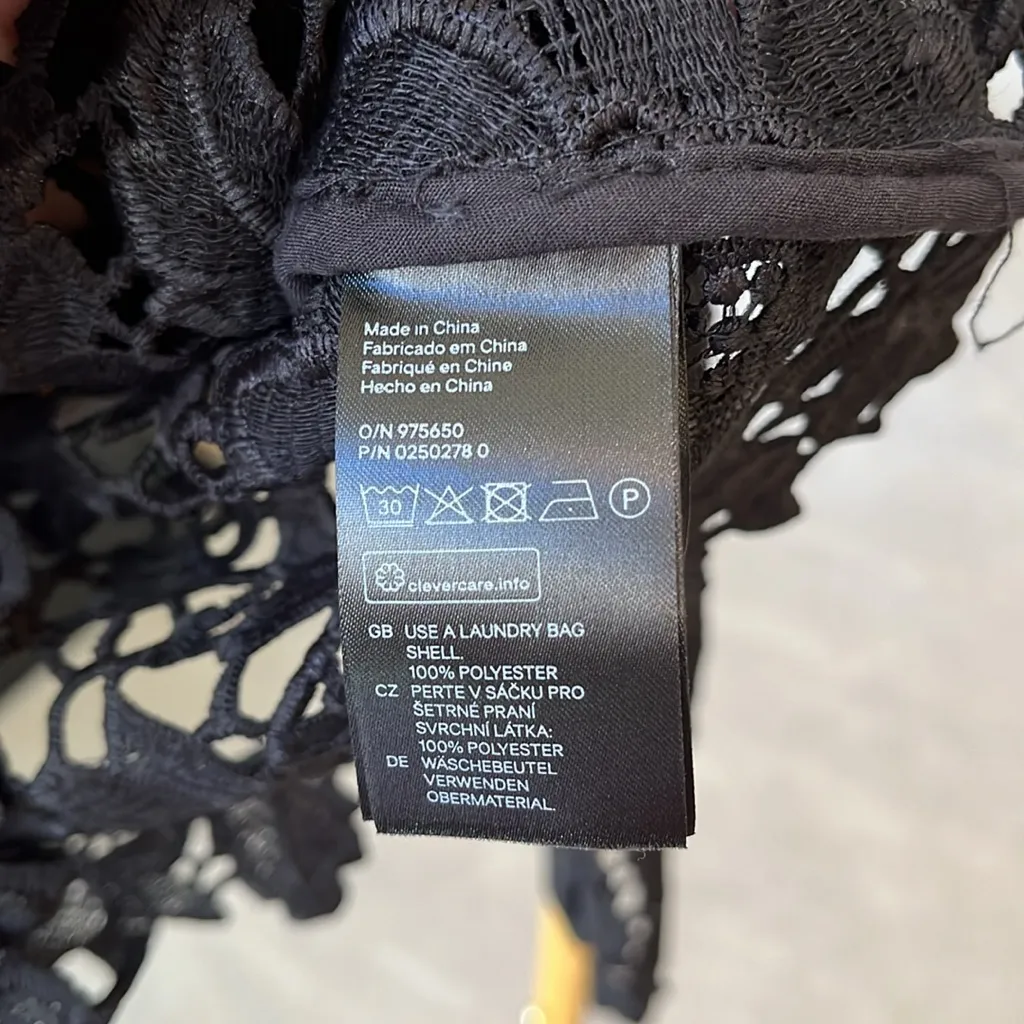 Made in China
Fabricado em China
Fabriqué en Chine
Hecho en China
O/N 975650
P/N 0250278 0
30
P
clevercare.info
GB USE A LAUNDRY BAG
SHELL.
100% POLYESTER
CZ PERTE V SÁČKU PRO
ŠETRNÉ PRANÍ
SVRCHNÍ LÁTKA:
100% POLYESTER
DE WÄSCHEBEUTEL
VERWENDEN
OBERMATERIAL.